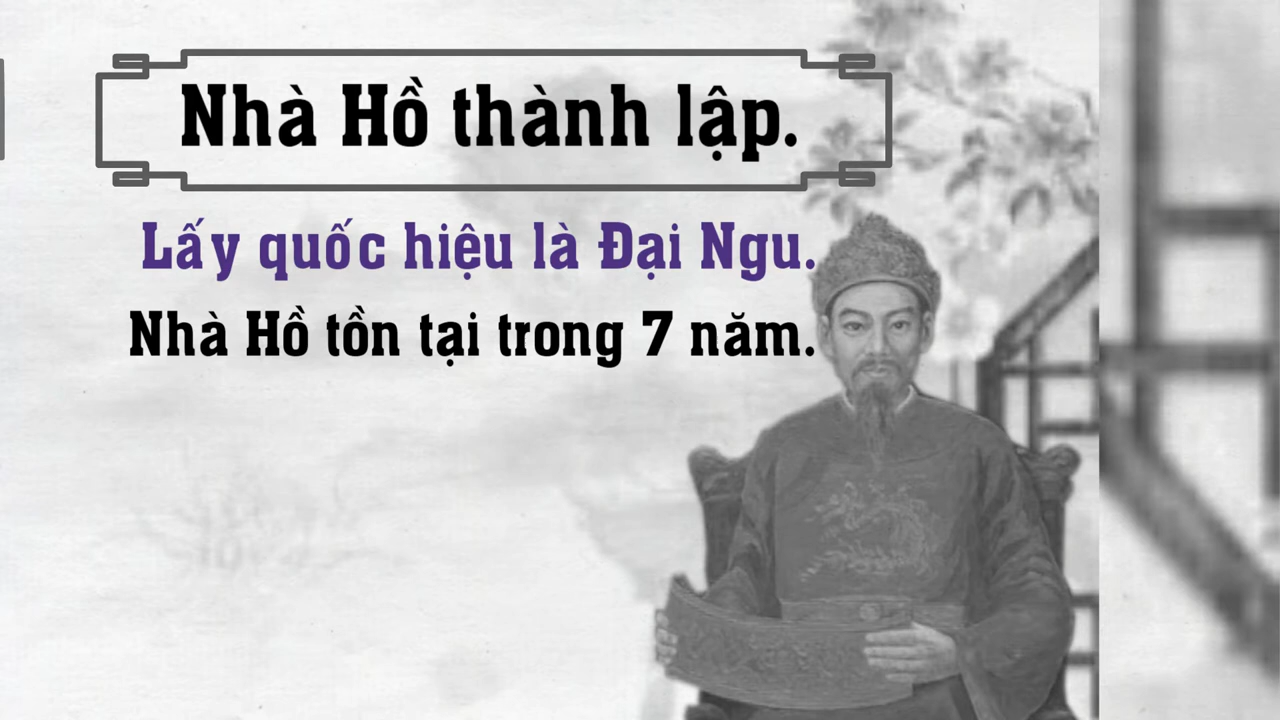 Nhà Hồ thành lập.
Lấy quốc hiệu là Đại Ngu.
Nhà Hồ tồn tại trong 7 năm.